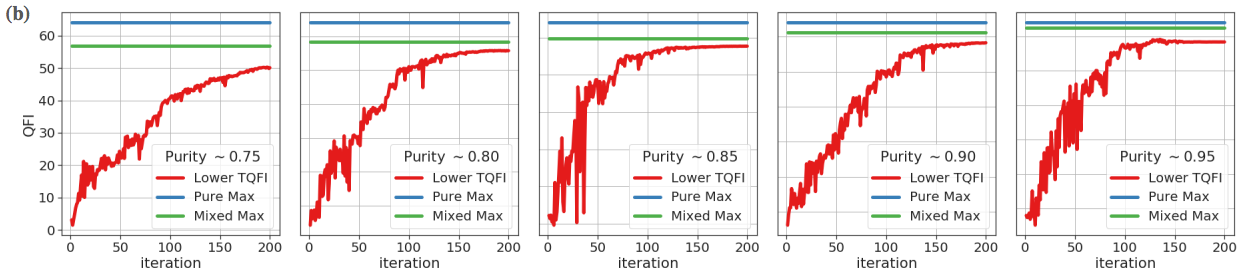 (b)
QFI
60
50
40
30
20
10
0
Purity ~ 0.75
Lower TQFI
Pure Max
Mixed Max
0 50 100 150 200
iteration
Purity ~ 0.80
Lower TQFI
Pure Max
Mixed Max
0 50 100 150 200
iteration
Purity ~ 0.85
Lower TQFI
Pure Max
Mixed Max
0 50 100 150 200
iteration
Purity ~ 0.90
Lower TQFI
Pure Max
Mixed Max
0 50 100 150 200
iteration
Purity ~ 0.95
Lower TQFI
Pure Max
Mixed Max
0 50 100 150 200
iteration